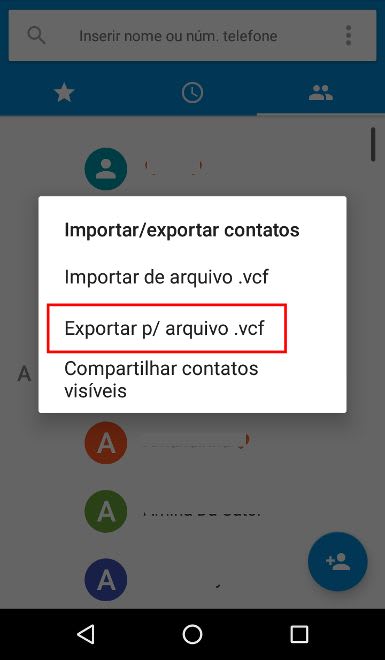 Inserir nome ou núm. telefone
Importar/exportar contatos
Importar de arquivo .vcf
Exportar p/ arquivo .vcf
A
Compartilhar contatos
visíveis
A
A
A